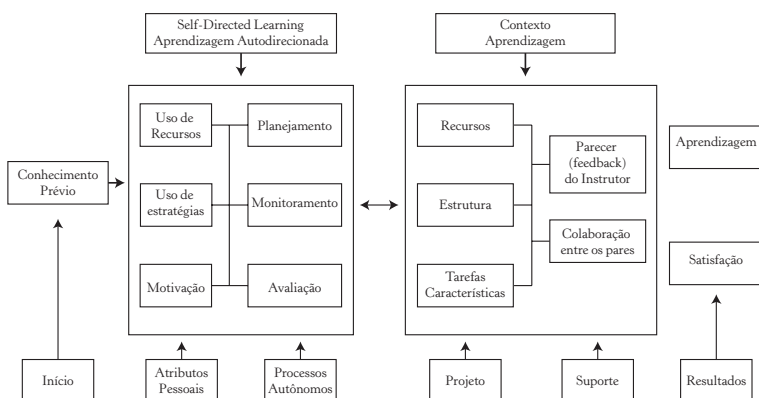 Self-Directed Learning
Aprendizagem Autodirecionada
Contexto
Aprendizagem
Conhecimento
Prévio
Uso de
Recursos
Planejamento
Uso de
estratégias
Monitoramento
Motivação
Avaliação
Recursos
Estrutura
Tarefas
Características
Parecer
(feedback)
do Instrutor
Colaboração
entre os pares
Aprendizagem
Satisfação
Início
Atributos
Pessoais
Processos
Autônomos
Projeto
Suporte
Resultados